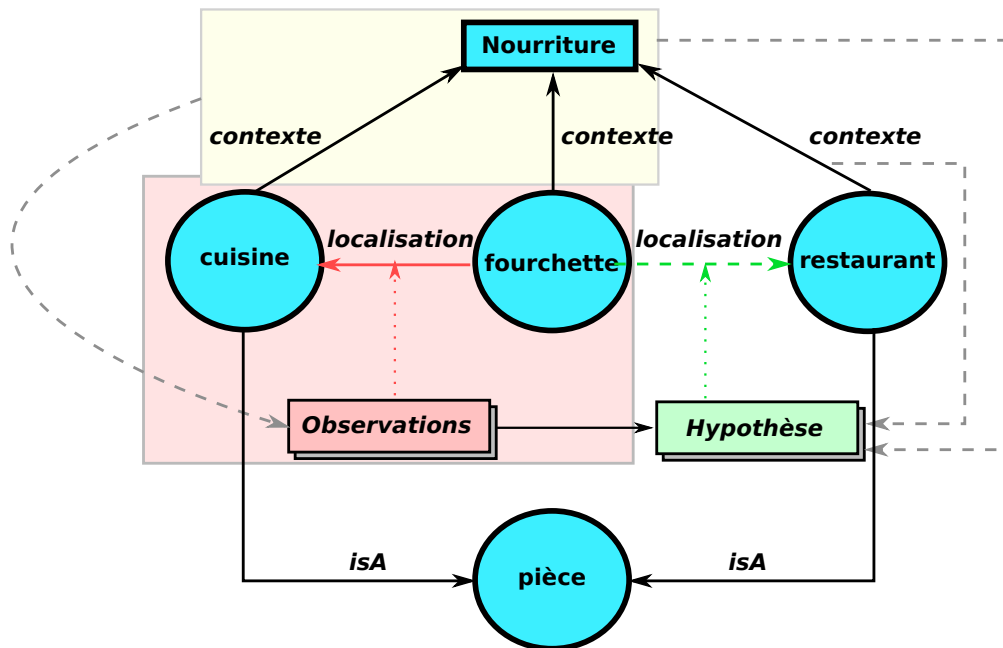 Nourriture
contexte
contexte
contexte
cuisine
localisation
fourchette
localisation
restaurant
Observations
Hypothèse
isA
pièce
isA